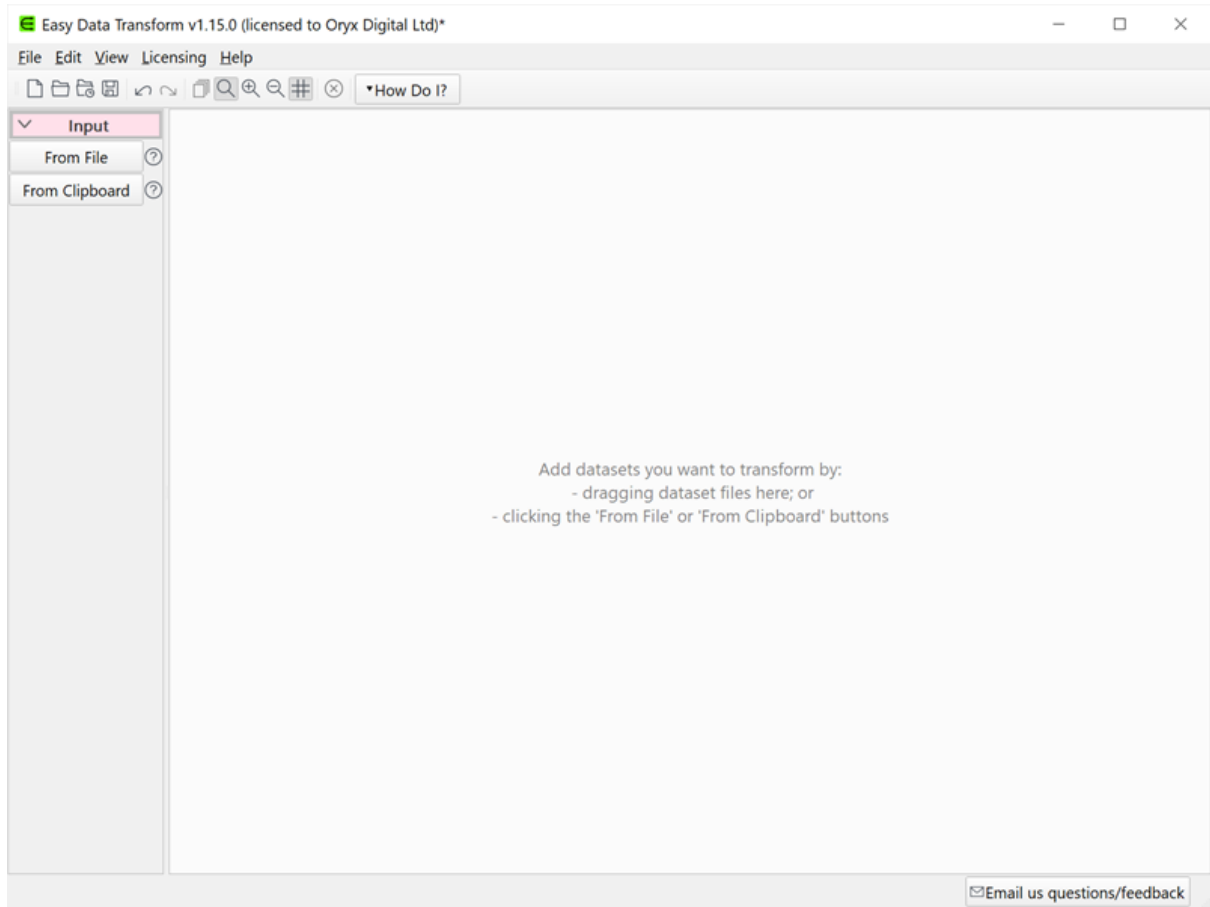 Easy Data Transform v1.15.0 (licensed to Oryx Digital Ltd)*
File Edit View Licensing Help
How Do I?
Input
From File
From Clipboard
Add datasets you want to transform by:
- dragging dataset files here; or
- clicking the 'From File' or 'From Clipboard' buttons
Email us questions/feedback